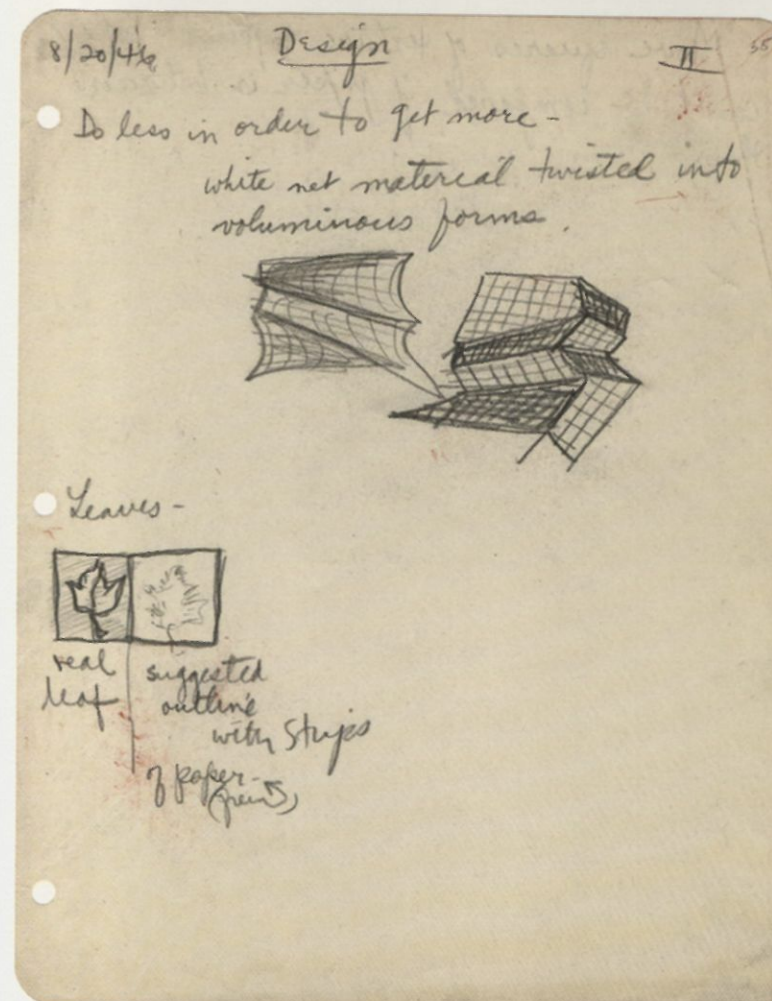 8/20/46 Design II 55
Do less in order to get more -
white net material twisted into
voluminous forms.
Leaves -
real
leaf
suggested
outline
with strips
of paper -